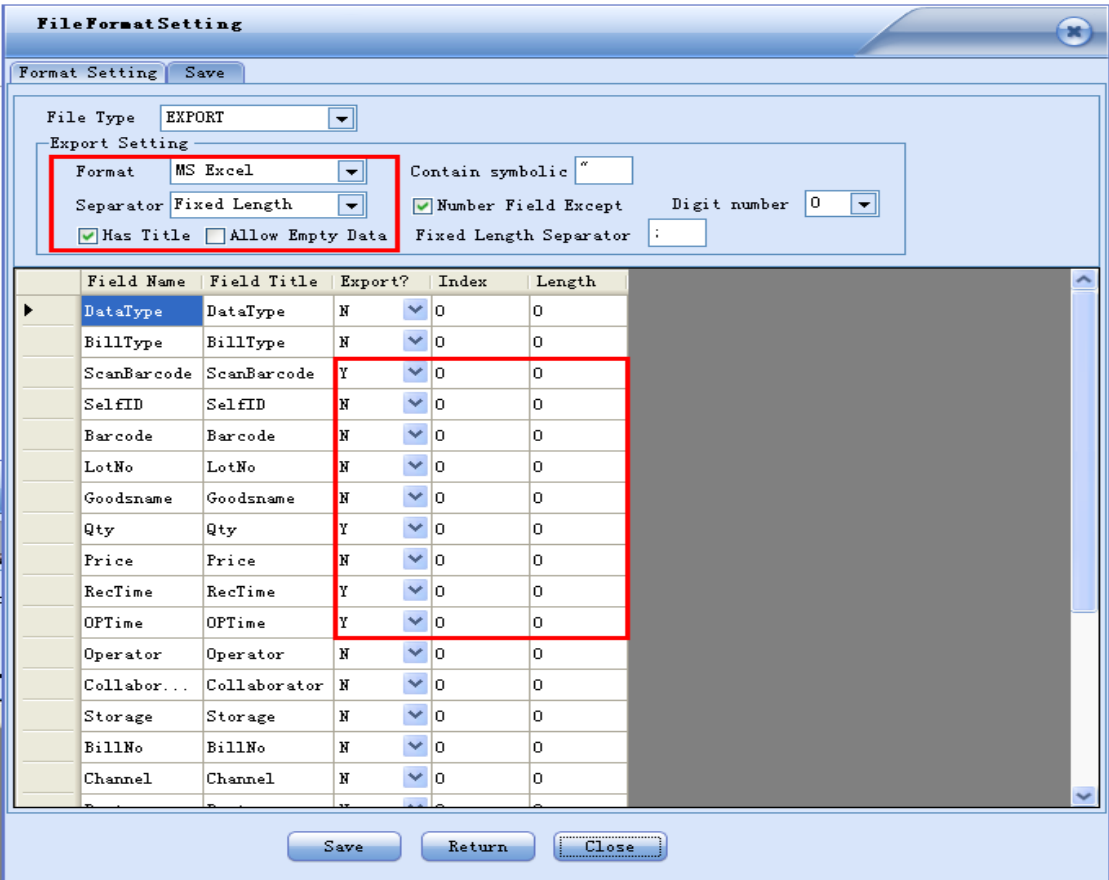 FileFormatSetting
Format Setting Save
File Type EXPORT
Export Setting
Format MS Excel Contain symbolic "
Separator Fixed Length Number Field Except Digit number 0
Has Title Allow Empty Data Fixed Length Separator ;
Field Name Field Title Export? Index Length
DataType DataType N 0 0
BillType BillType N 0 0
ScanBarcode ScanBarcode Y 0 0
SelfID SelfID N 0 0
Barcode Barcode N 0 0
LotNo LotNo N 0 0
Goodsname Goodsname N 0 0
Qty Qty Y 0 0
Price Price N 0 0
RecTime RecTime Y 0 0
OPTime OPTime Y 0 0
Operator Operator N 0 0
Collabor... Collaborator N 0 0
Storage Storage N 0 0
BillNo BillNo N 0 0
Channel Channel N 0 0
Save Return Close